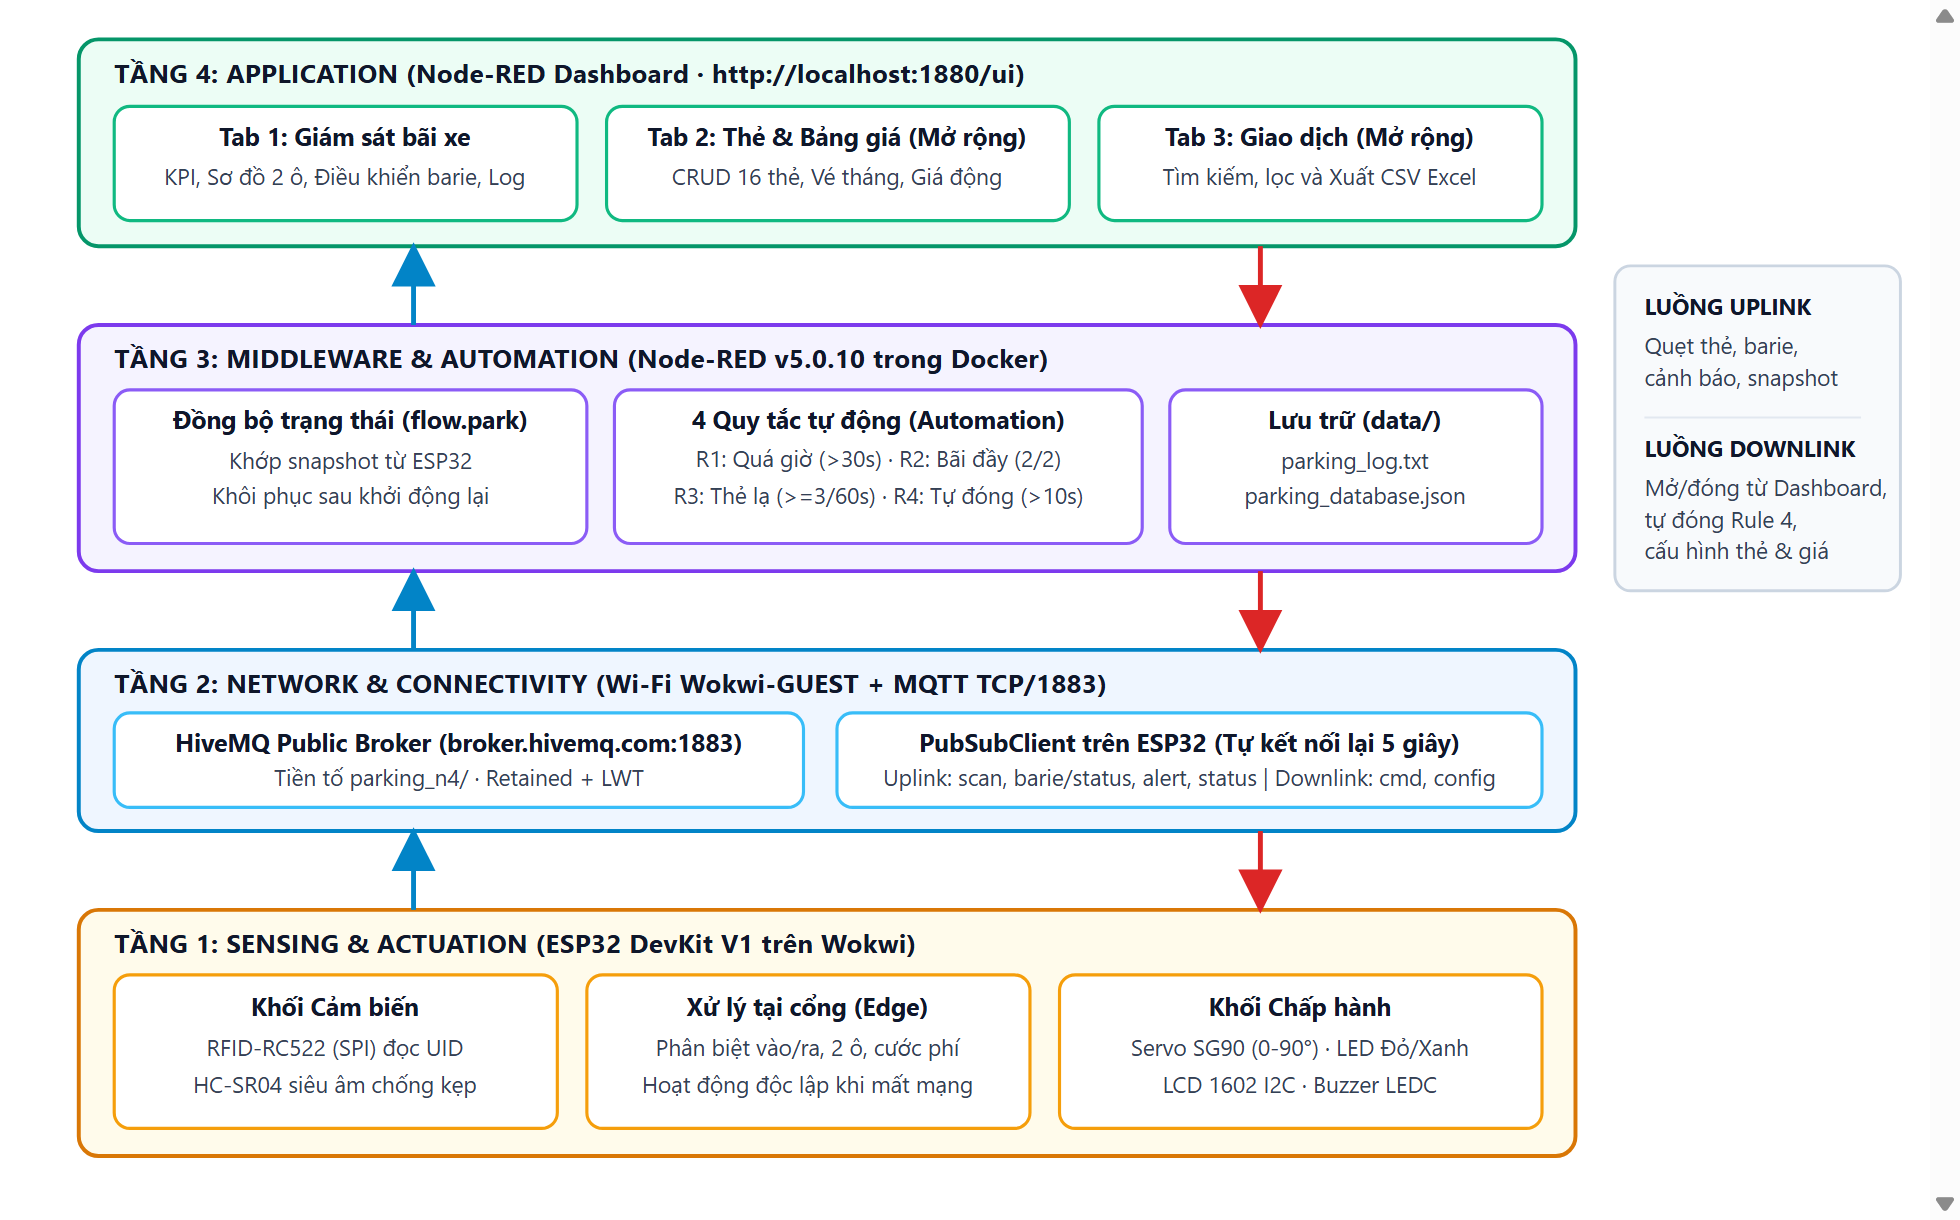 TẦNG 4: APPLICATION (Node-RED Dashboard · http://localhost:1880/ui)
Tab 1: Giám sát bãi xe
KPI, Sơ đồ 2 ô, Điều khiển barie, Log
Tab 2: Thẻ & Bảng giá (Mở rộng)
CRUD 16 thẻ, Vé tháng, Giá động
Tab 3: Giao dịch (Mở rộng)
Tìm kiếm, lọc và Xuất CSV Excel
TẦNG 3: MIDDLEWARE & AUTOMATION (Node-RED v5.0.10 trong Docker)
Đồng bộ trạng thái (flow.park)
Khớp snapshot từ ESP32
Khôi phục sau khởi động lại
4 Quy tắc tự động (Automation)
R1: Quá giờ (>30s) · R2: Bãi đầy (2/2)
R3: Thẻ lạ (>=3/60s) · R4: Tự đóng (>10s)
Lưu trữ (data/)
parking_log.txt
parking_database.json
LUỒNG UPLINK
Quẹt thẻ, barie,
cảnh báo, snapshot
LUỒNG DOWNLINK
Mở/đóng từ Dashboard,
tự đóng Rule 4,
cấu hình thẻ & giá
TẦNG 2: NETWORK & CONNECTIVITY (Wi-Fi Wokwi-GUEST + MQTT TCP/1883)
HiveMQ Public Broker (broker.hivemq.com:1883)
Tiền tố parking_n4/ · Retained + LWT
PubSubClient trên ESP32 (Tự kết nối lại 5 giây)
Uplink: scan, barie/status, alert, status | Downlink: cmd, config
TẦNG 1: SENSING & ACTUATION (ESP32 DevKit V1 trên Wokwi)
Khối Cảm biến
RFID-RC522 (SPI) đọc UID
HC-SR04 siêu âm chống kẹp
Xử lý tại cổng (Edge)
Phân biệt vào/ra, 2 ô, cước phí
Hoạt động độc lập khi mất mạng
Khối Chấp hành
Servo SG90 (0-90°) · LED Đỏ/Xanh
LCD 1602 I2C · Buzzer LEDC